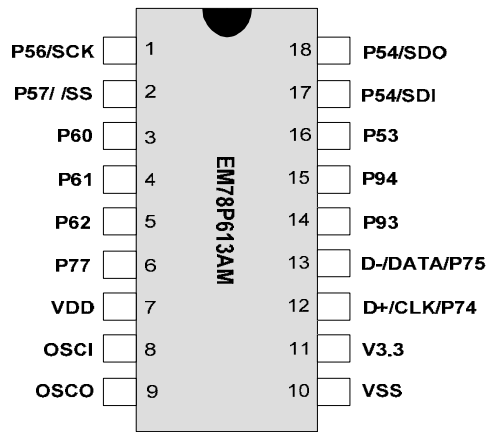 P56/SCK 1 18 P54/SDO
P57/ /SS 2 17 P54/SDI
P60 3 16 P53
P61 4 15 P94
P62 5 14 P93
P77 6 13 D-/DATA/P75
VDD 7 12 D+/CLK/P74
OSCI 8 11 V3.3
OSCO 9 10 VSS
EM78P613AM